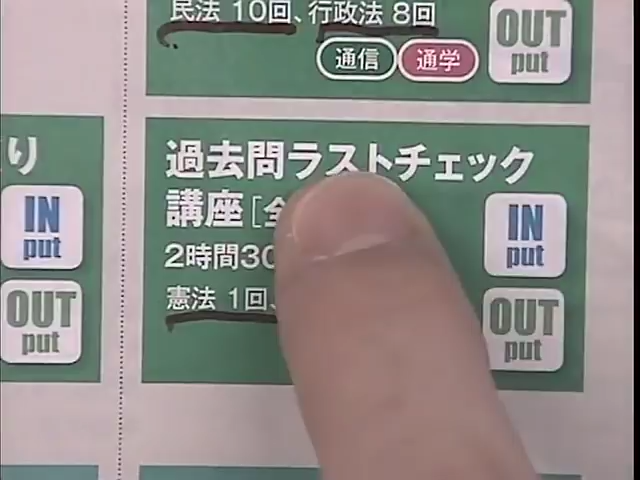 民法 10回、行政法 8回
通信 通学
OUT
put
り
IN
put
OUT
put
過去問ラストチェック
講座[全
2時間30
憲法 1回、
IN
put
OUT
put